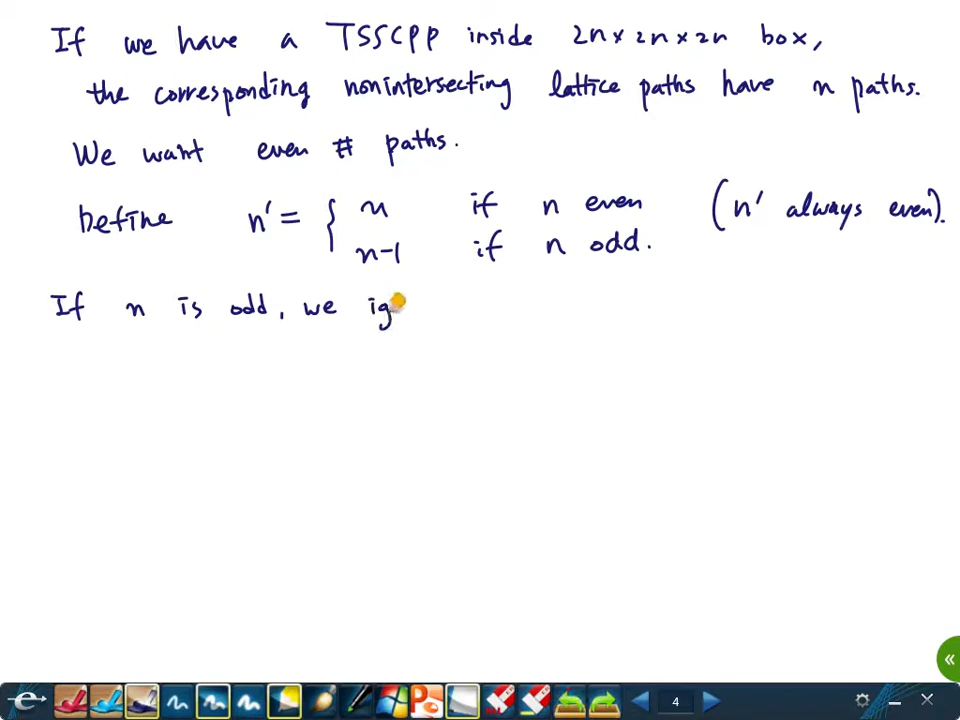 If we have a TSSCPP inside 2n×2n×2n box,
the corresponding nonintersecting lattice paths have n paths.
We want even # paths.
Define n' = { n if n even (n' always even).
n-1 if n odd.
If n is odd, we ig
4